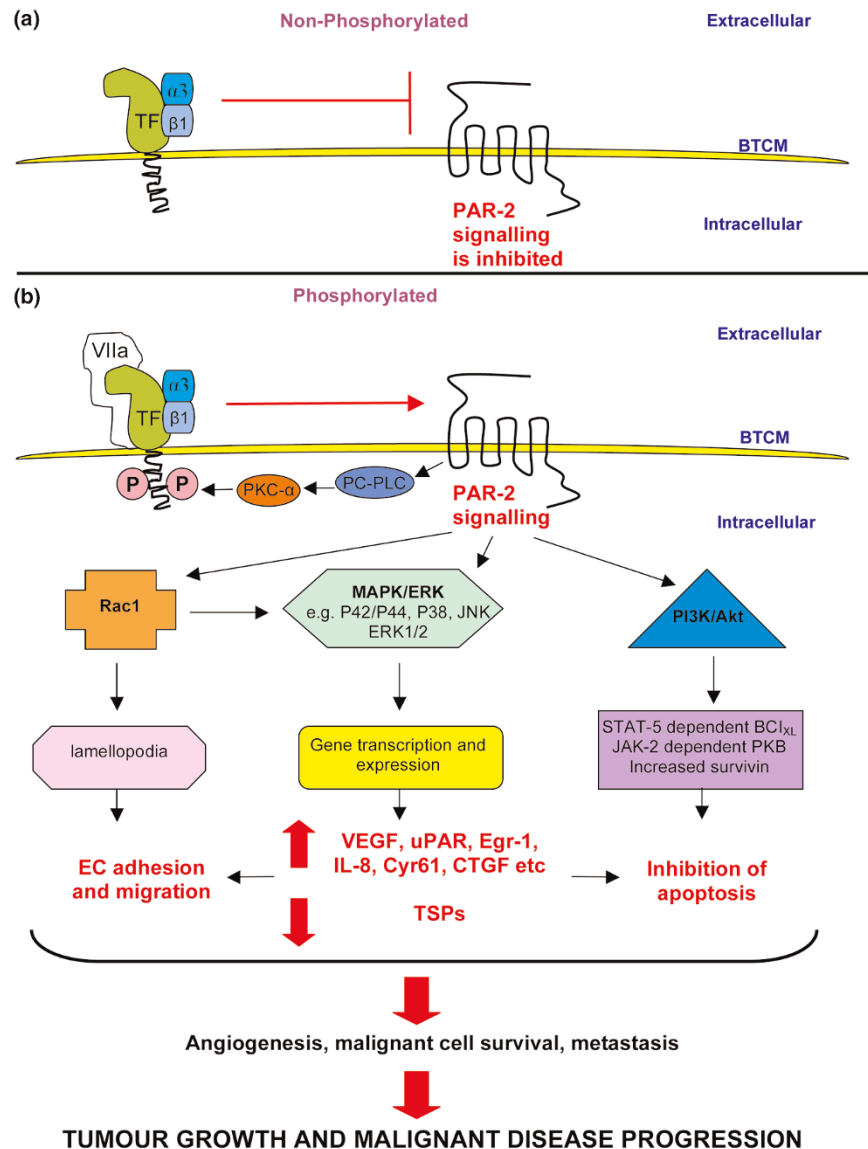 (a)
Non-Phosphorylated
Extracellular
α3
TF
β1
BTCM
PAR-2
signalling
is inhibited
Intracellular
(b)
Phosphorylated
Extracellular
VIIa
α3
TF
β1
BTCM
P
P
PKC-α
PC-PLC
PAR-2
signalling
Intracellular
Rac1
MAPK/ERK
e.g. P42/P44, P38, JNK
ERK1/2
PI3K/Akt
lamellopodia
Gene transcription and
expression
STAT-5 dependent BCIXL
JAK-2 dependent PKB
Increased survivin
EC adhesion
and migration
VEGF, uPAR, Egr-1,
IL-8, Cyr61, CTGF etc
TSPs
Inhibition of
apoptosis
Angiogenesis, malignant cell survival, metastasis
TUMOUR GROWTH AND MALIGNANT DISEASE PROGRESSION